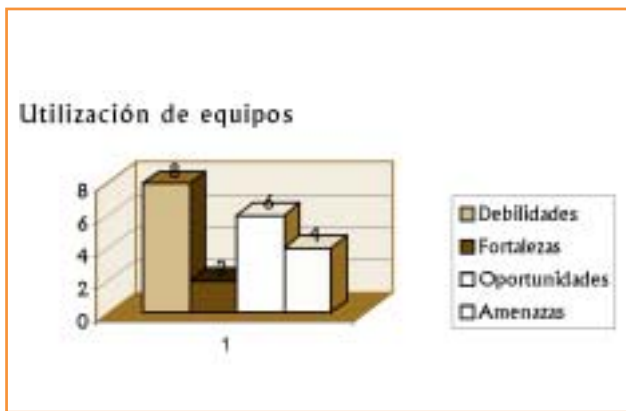 Utilización de equipos
8
6
4
2
0
8
2
6
4
1
Debilidades
Fortalezas
Oportunidades
Amenazas